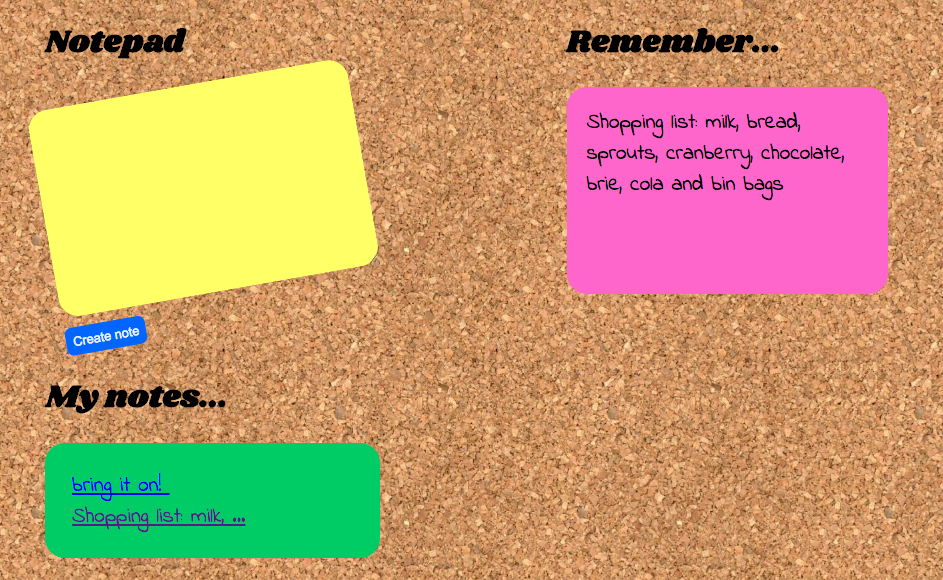 Notepad
Remember...
Shopping list: milk, bread,
sprouts, cranberry, chocolate,
brie, cola and bin bags
Create note
My notes...
bring it on!
Shopping list: milk, ...